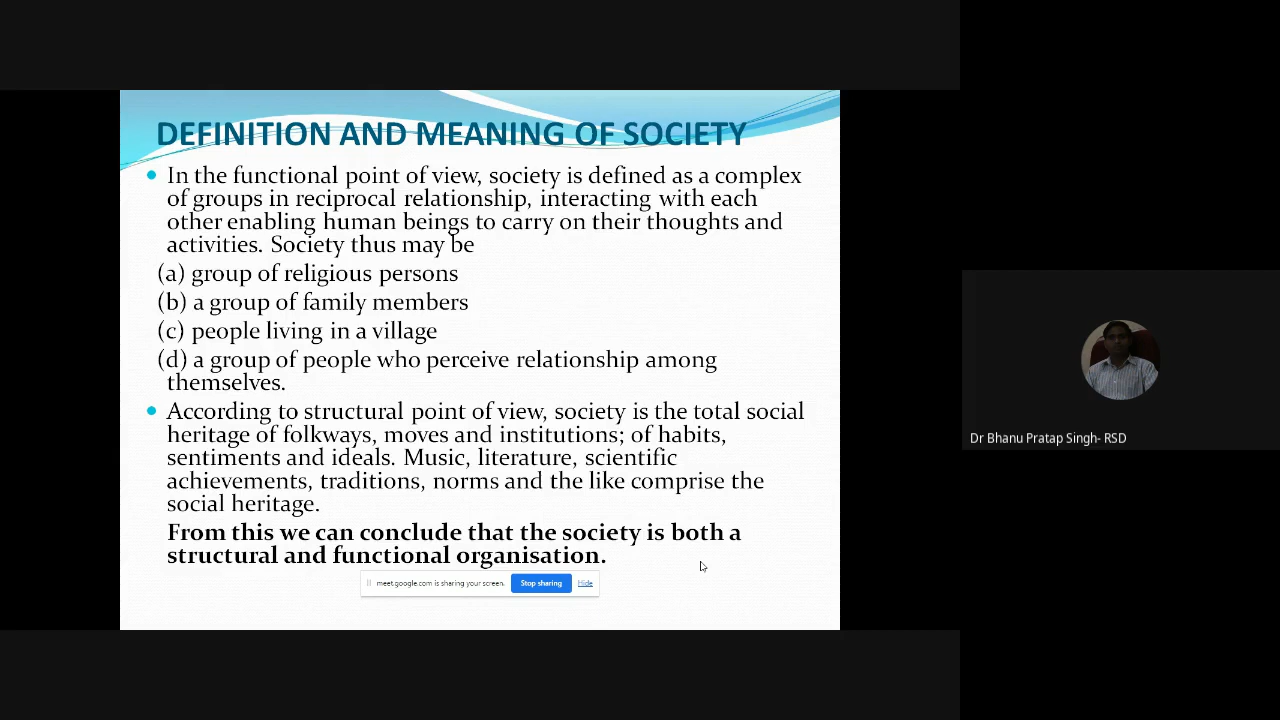 DEFINITION AND MEANING OF SOCIETY
In the functional point of view, society is defined as a complex
of groups in reciprocal relationship, interacting with each
other enabling human beings to carry on their thoughts and
activities. Society thus may be
(a) group of religious persons
(b) a group of family members
(c) people living in a village
(d) a group of people who perceive relationship among
themselves.
According to structural point of view, society is the total social
heritage of folkways, moves and institutions; of habits,
sentiments and ideals. Music, literature, scientific
achievements, traditions, norms and the like comprise the
social heritage.
From this we can conclude that the society is both a
structural and functional organisation.
meet.google.com is sharing your screen. Stop sharing Hide
Dr Bhanu Pratap Singh- RSD